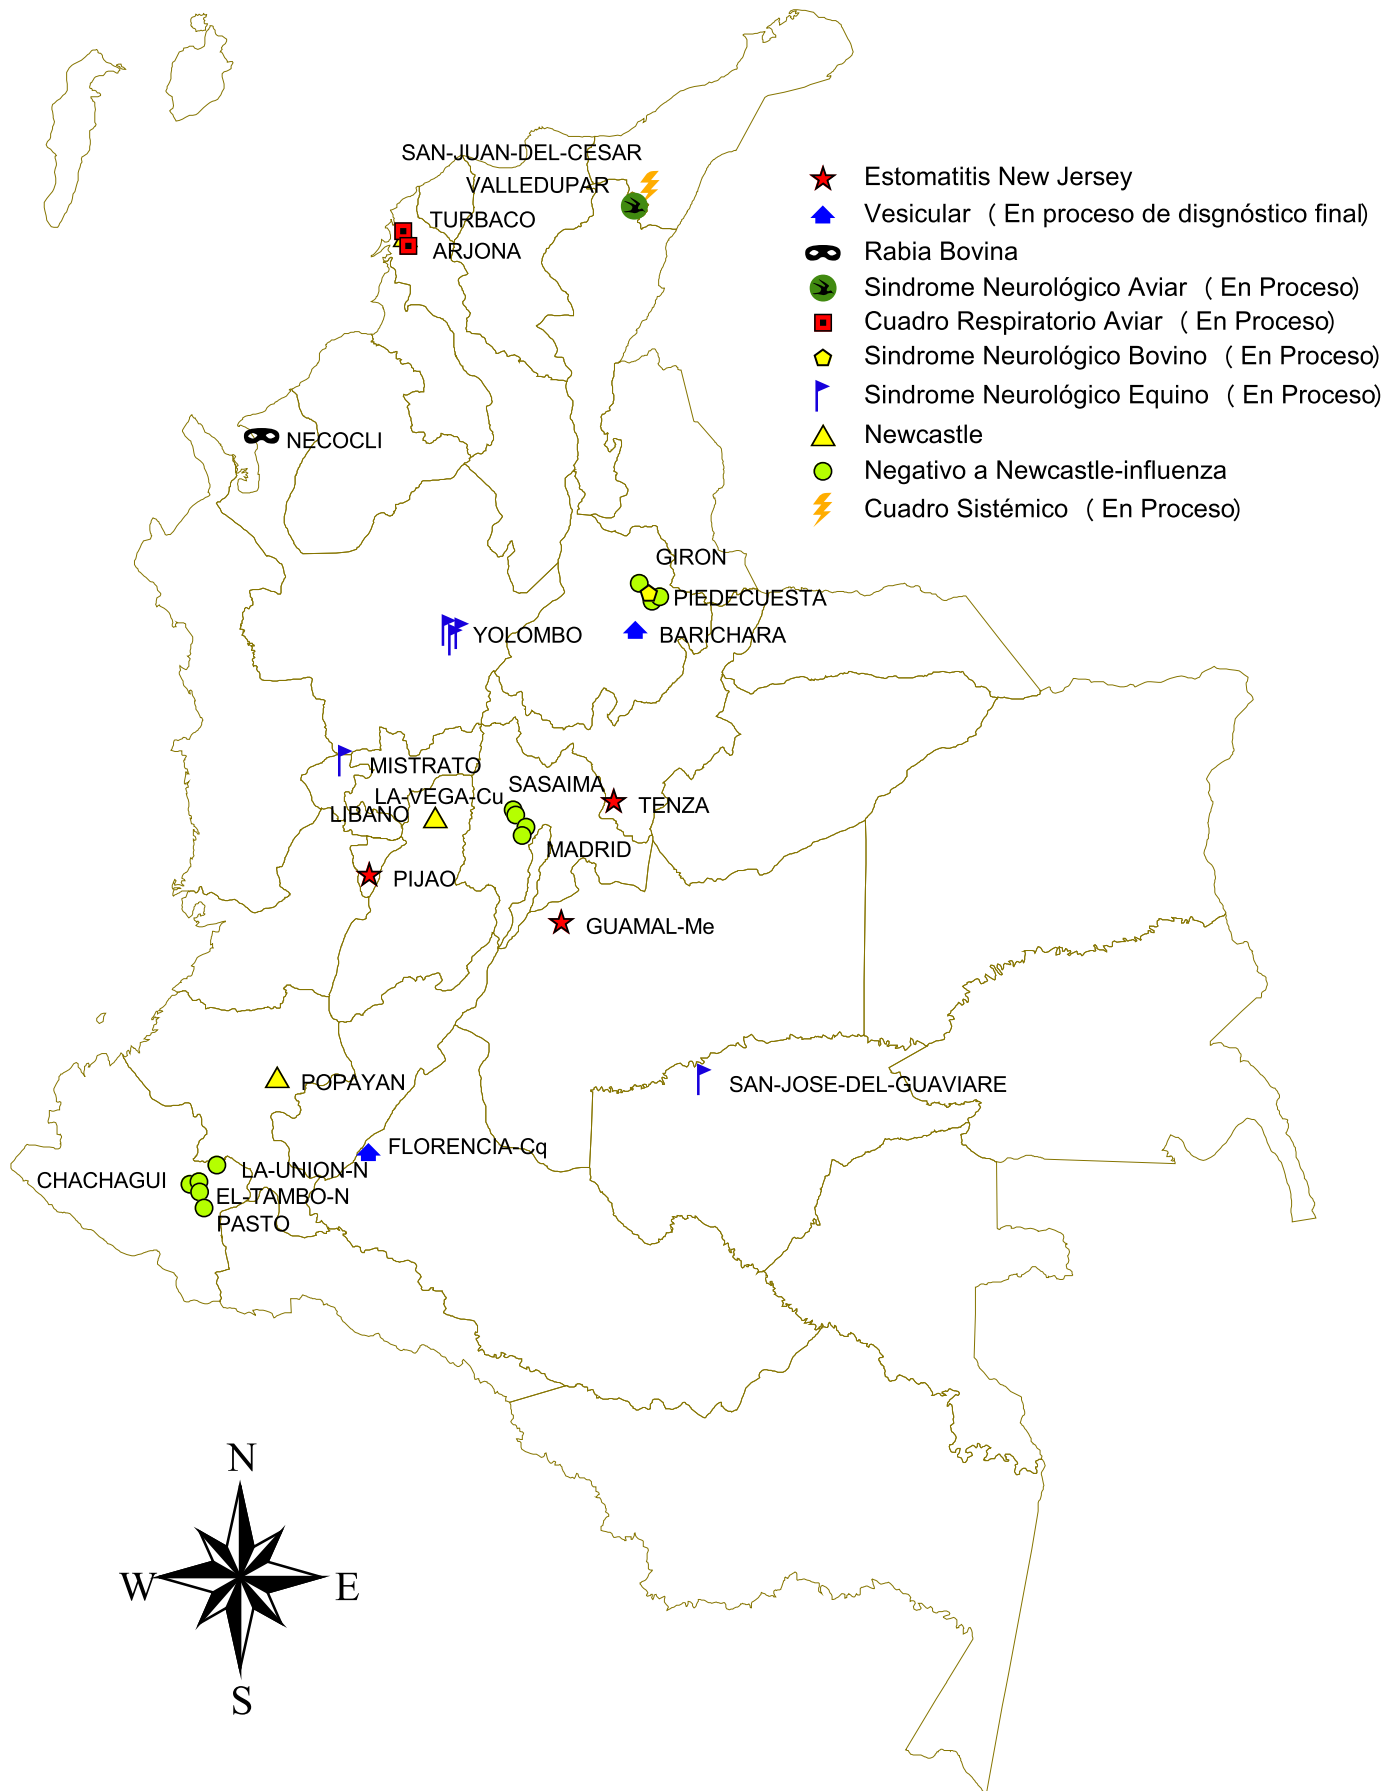 SAN-JUAN-DEL-CESAR
VALLEDUPAR
TURBACO
ARJONA
Estomatitis New Jersey
Vesicular ( En proceso de disgnóstico final)
Rabia Bovina
Sindrome Neurológico Aviar ( En Proceso)
Cuadro Respiratorio Aviar ( En Proceso)
Sindrome Neurológico Bovino ( En Proceso)
Sindrome Neurológico Equino ( En Proceso)
Newcastle
Negativo a Newcastle-influenza
Cuadro Sistémico ( En Proceso)
NECOCLI
GIRON
PIEDECUESTA
YOLOMBO
BARICHARA
MISTRATO
SASAIMA
LA-VEGA-Cu
LIBANO
TENZA
MADRID
PIJAO
GUAMAL-Me
POPAYAN
SAN-JOSE-DEL-GUAVIARE
FLORENCIA-Cq
LA-UNION-N
CHACHAGUI
EL-TAMBO-N
PASTO
N
W
E
S